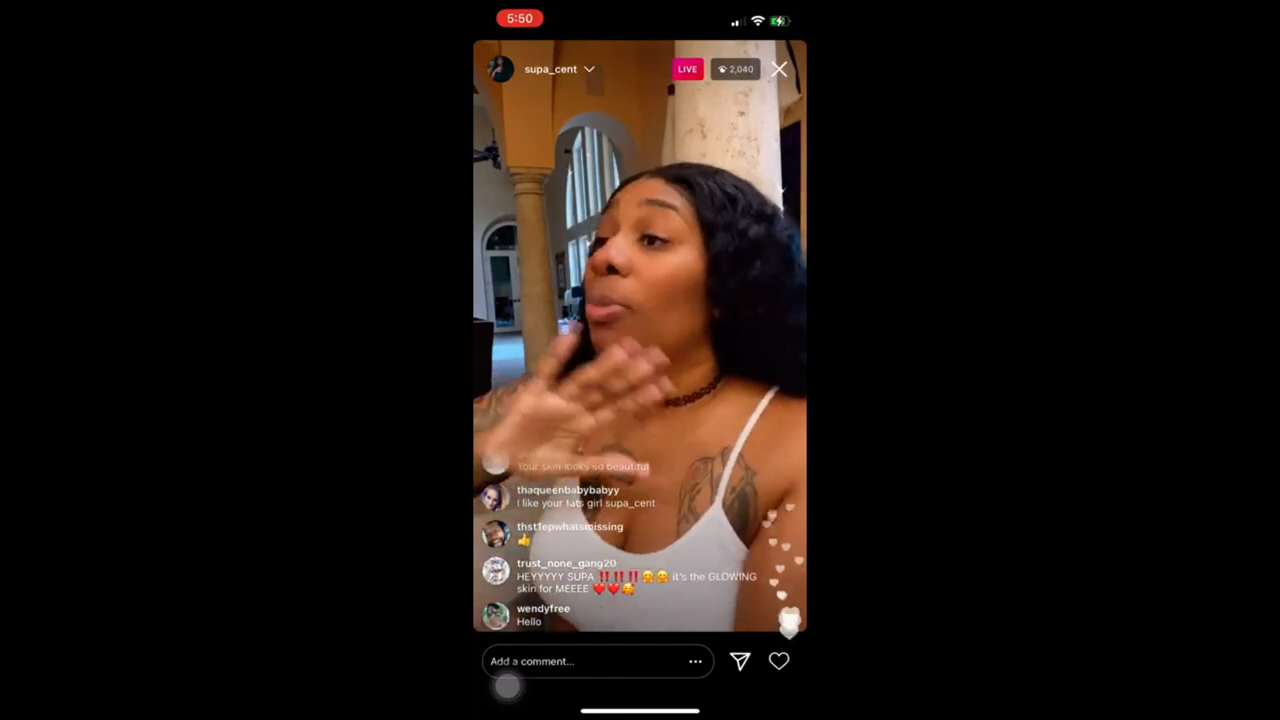 5:50
supa_cent
LIVE
2,040
Your skin looks so beautiful
thaqueenbabybabyy
I like your tats girl supa_cent
thst1epwhatsmissing
👍
trust_none_gang20
HEYYYYY SUPA ‼️‼️‼️🤗🤗 it's the GLOWING
skin for MEEEE ❤️❤️🥰
wendyfree
Hello
Add a comment...